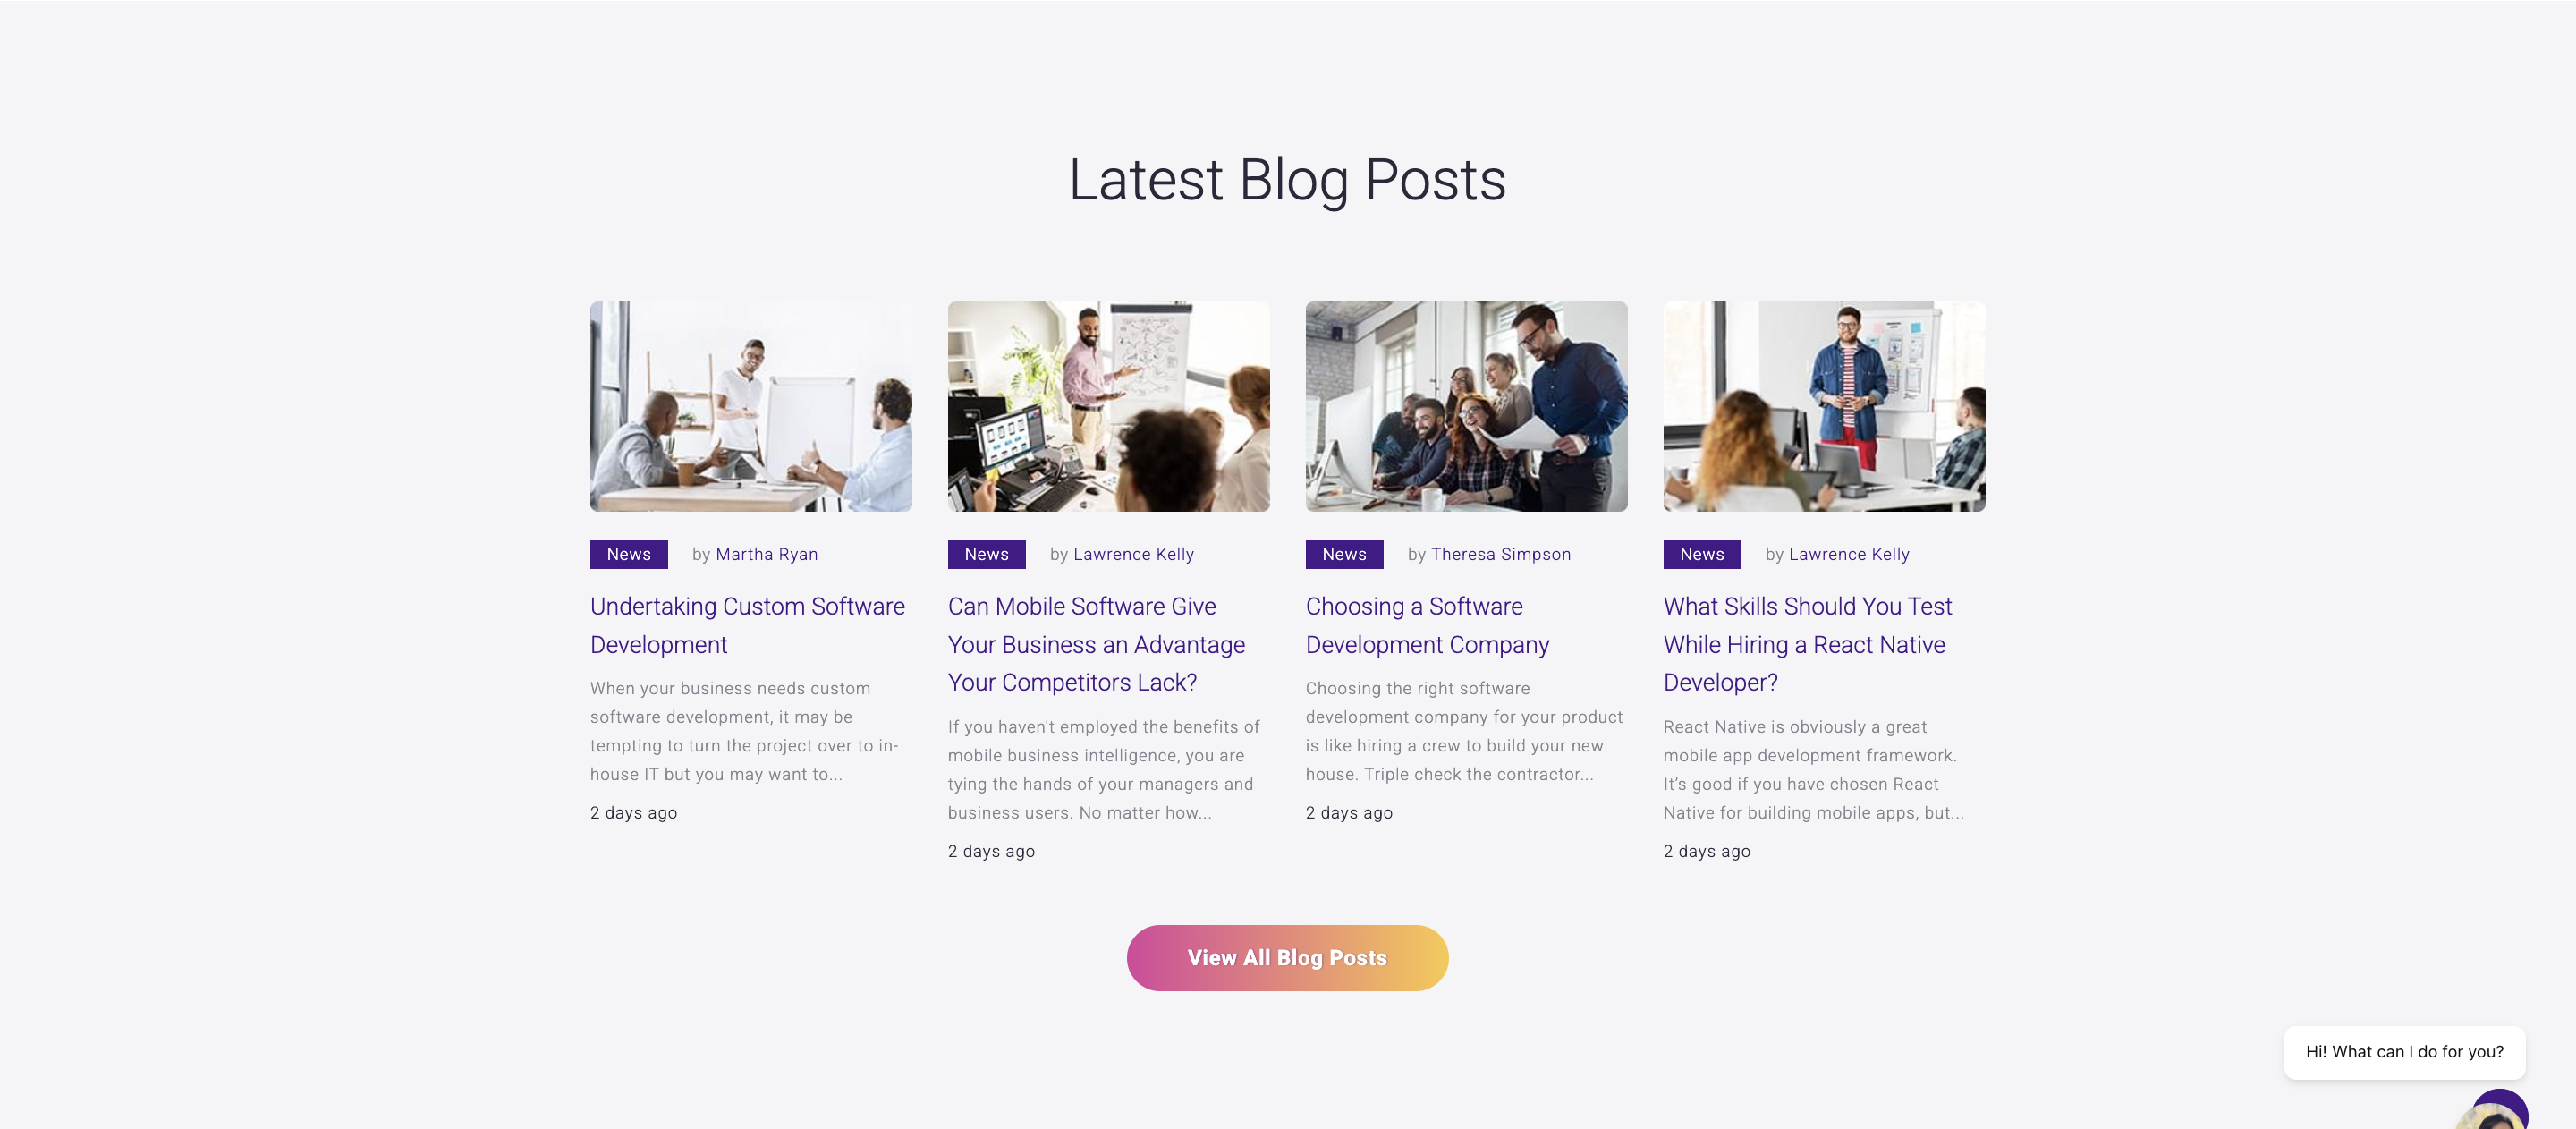 Latest Blog Posts
News by Martha Ryan
Undertaking Custom Software
Development
When your business needs custom
software development, it may be
tempting to turn the project over to in-
house IT but you may want to...
2 days ago
News by Lawrence Kelly
Can Mobile Software Give
Your Business an Advantage
Your Competitors Lack?
If you haven't employed the benefits of
mobile business intelligence, you are
tying the hands of your managers and
business users. No matter how...
2 days ago
News by Theresa Simpson
Choosing a Software
Development Company
Choosing the right software
development company for your product
is like hiring a crew to build your new
house. Triple check the contractor...
2 days ago
News by Lawrence Kelly
What Skills Should You Test
While Hiring a React Native
Developer?
React Native is obviously a great
mobile app development framework.
It’s good if you have chosen React
Native for building mobile apps, but...
2 days ago
View All Blog Posts
Hi! What can I do for you?